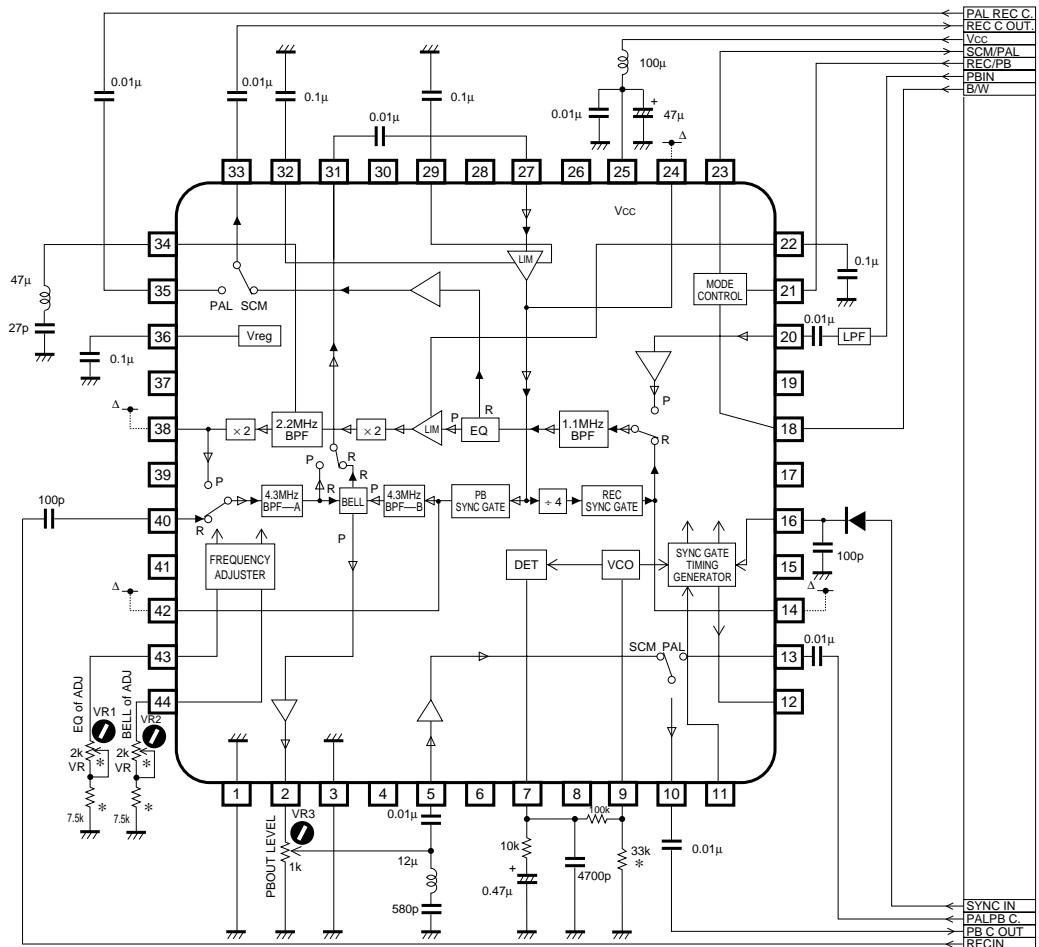 PAL REC C.
REC C OUT.
Vcc
SCM/PAL
REC/PB
PBIN
B/W
0.01μ
0.01μ
0.1μ
0.01μ
0.1μ
100μ
0.01μ
+
47μ
Δ
33
32
31
30
29
28
27
26
25
24
23
Vcc
34
47μ
27p
35
PAL SCM
LIM
MODE
CONTROL
22
0.1μ
21
0.01μ
20
LPF
36
Vreg
0.1μ
37
19
Δ
38
× 2
2.2MHz
BPF
× 2
LIM
P
EQ
R
1.1MHz
BPF
P
R
18
39
P
P
R
R
17
100p
40
R
4.3MHz
BPF—A
R
BELL
P
4.3MHz
BPF—B
PB
SYNC GATE
÷ 4
REC
SYNC GATE
16
100p
P
41
FREQUENCY
ADJUSTER
DET
VCO
SYNC GATE
TIMING
GENERATOR
15
Δ
42
14
Δ
43
SCM PAL
13
0.01μ
44
12
EQ of ADJ
VR1
2k
VR
*
7.5k
*
BELL of ADJ
VR2
2k
VR
*
7.5k
*
1
2
3
4
5
6
7
8
9
10
11
PBOUT LEVEL
VR3
1k
0.01μ
12μ
580p
10k
+
0.47μ
4700p
100k
33k
*
0.01μ
SYNC IN
PALPB C.
PB C OUT
RECIN